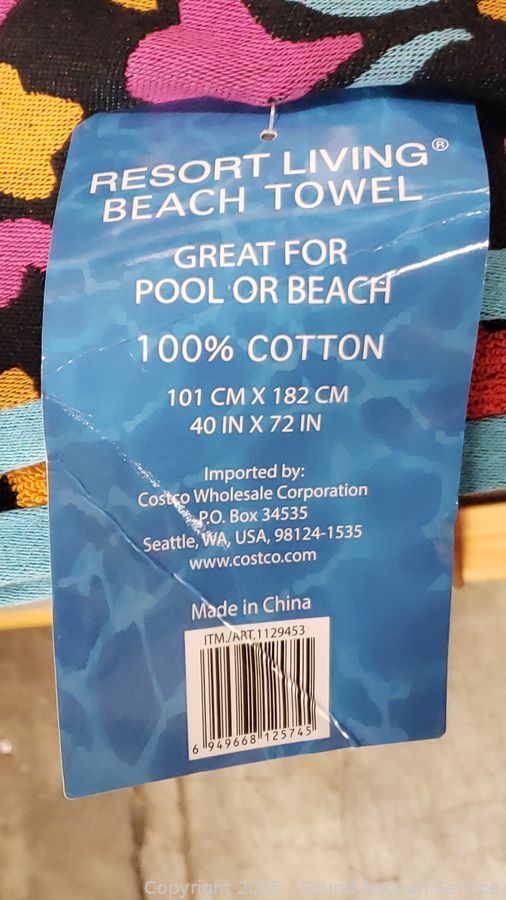 RESORT LIVING®
BEACH TOWEL
GREAT FOR
POOL OR BEACH
100% COTTON
101 CM X 182 CM
40 IN X 72 IN
Imported by:
Costco Wholesale Corporation
P.O. Box 34535
Seattle, WA, USA, 98124-1535
www.costco.com
Made in China
ITM./ART.1129453
6 949668 125745
Copyright 2025 - Sound Auction Service